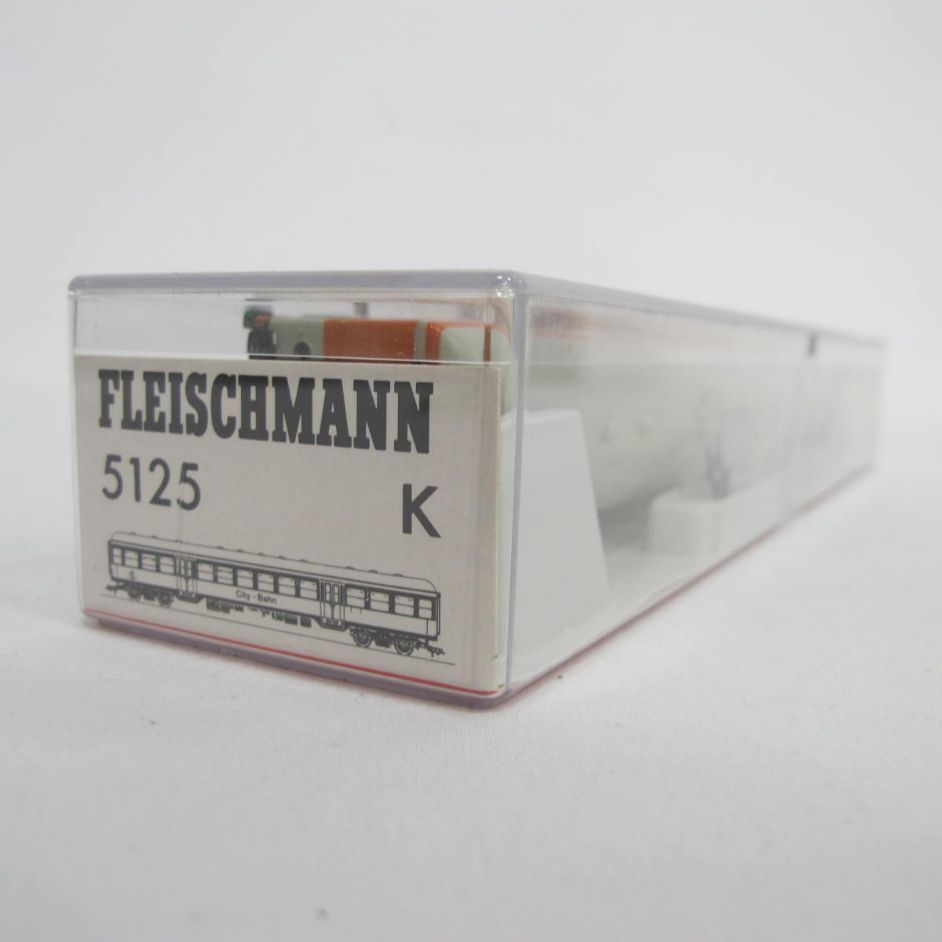 FLEISCHMANN
5125 K
City-Bahn